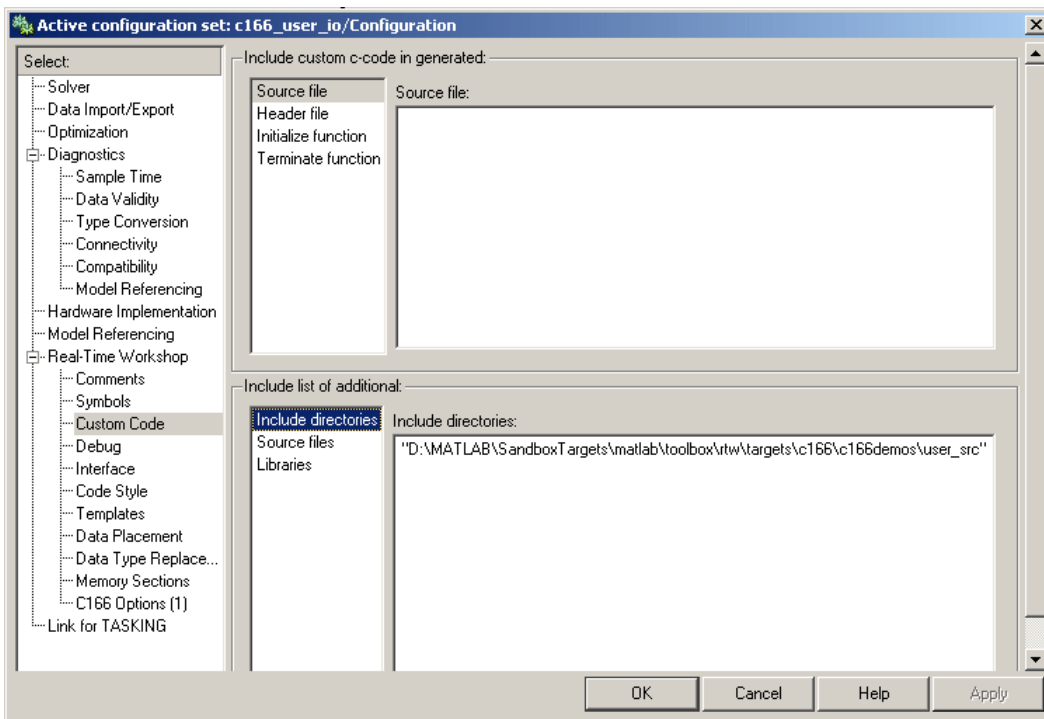 Active configuration set: c166_user_io/Configuration
Select:
Solver
Data Import/Export
Optimization
Diagnostics
Sample Time
Data Validity
Type Conversion
Connectivity
Compatibility
Model Referencing
Hardware Implementation
Model Referencing
Real-Time Workshop
Comments
Symbols
Custom Code
Debug
Interface
Code Style
Templates
Data Placement
Data Type Replace...
Memory Sections
C166 Options (1)
Link for TASKING
Include custom c-code in generated:
Source file
Header file
Initialize function
Terminate function
Source file:
Include list of additional:
Include directories
Source files
Libraries
Include directories:
"D:\MATLAB\SandboxTargets\matlab\toolbox\rtw\targets\c166\c166demos\user_src"
OK
Cancel
Help
Apply